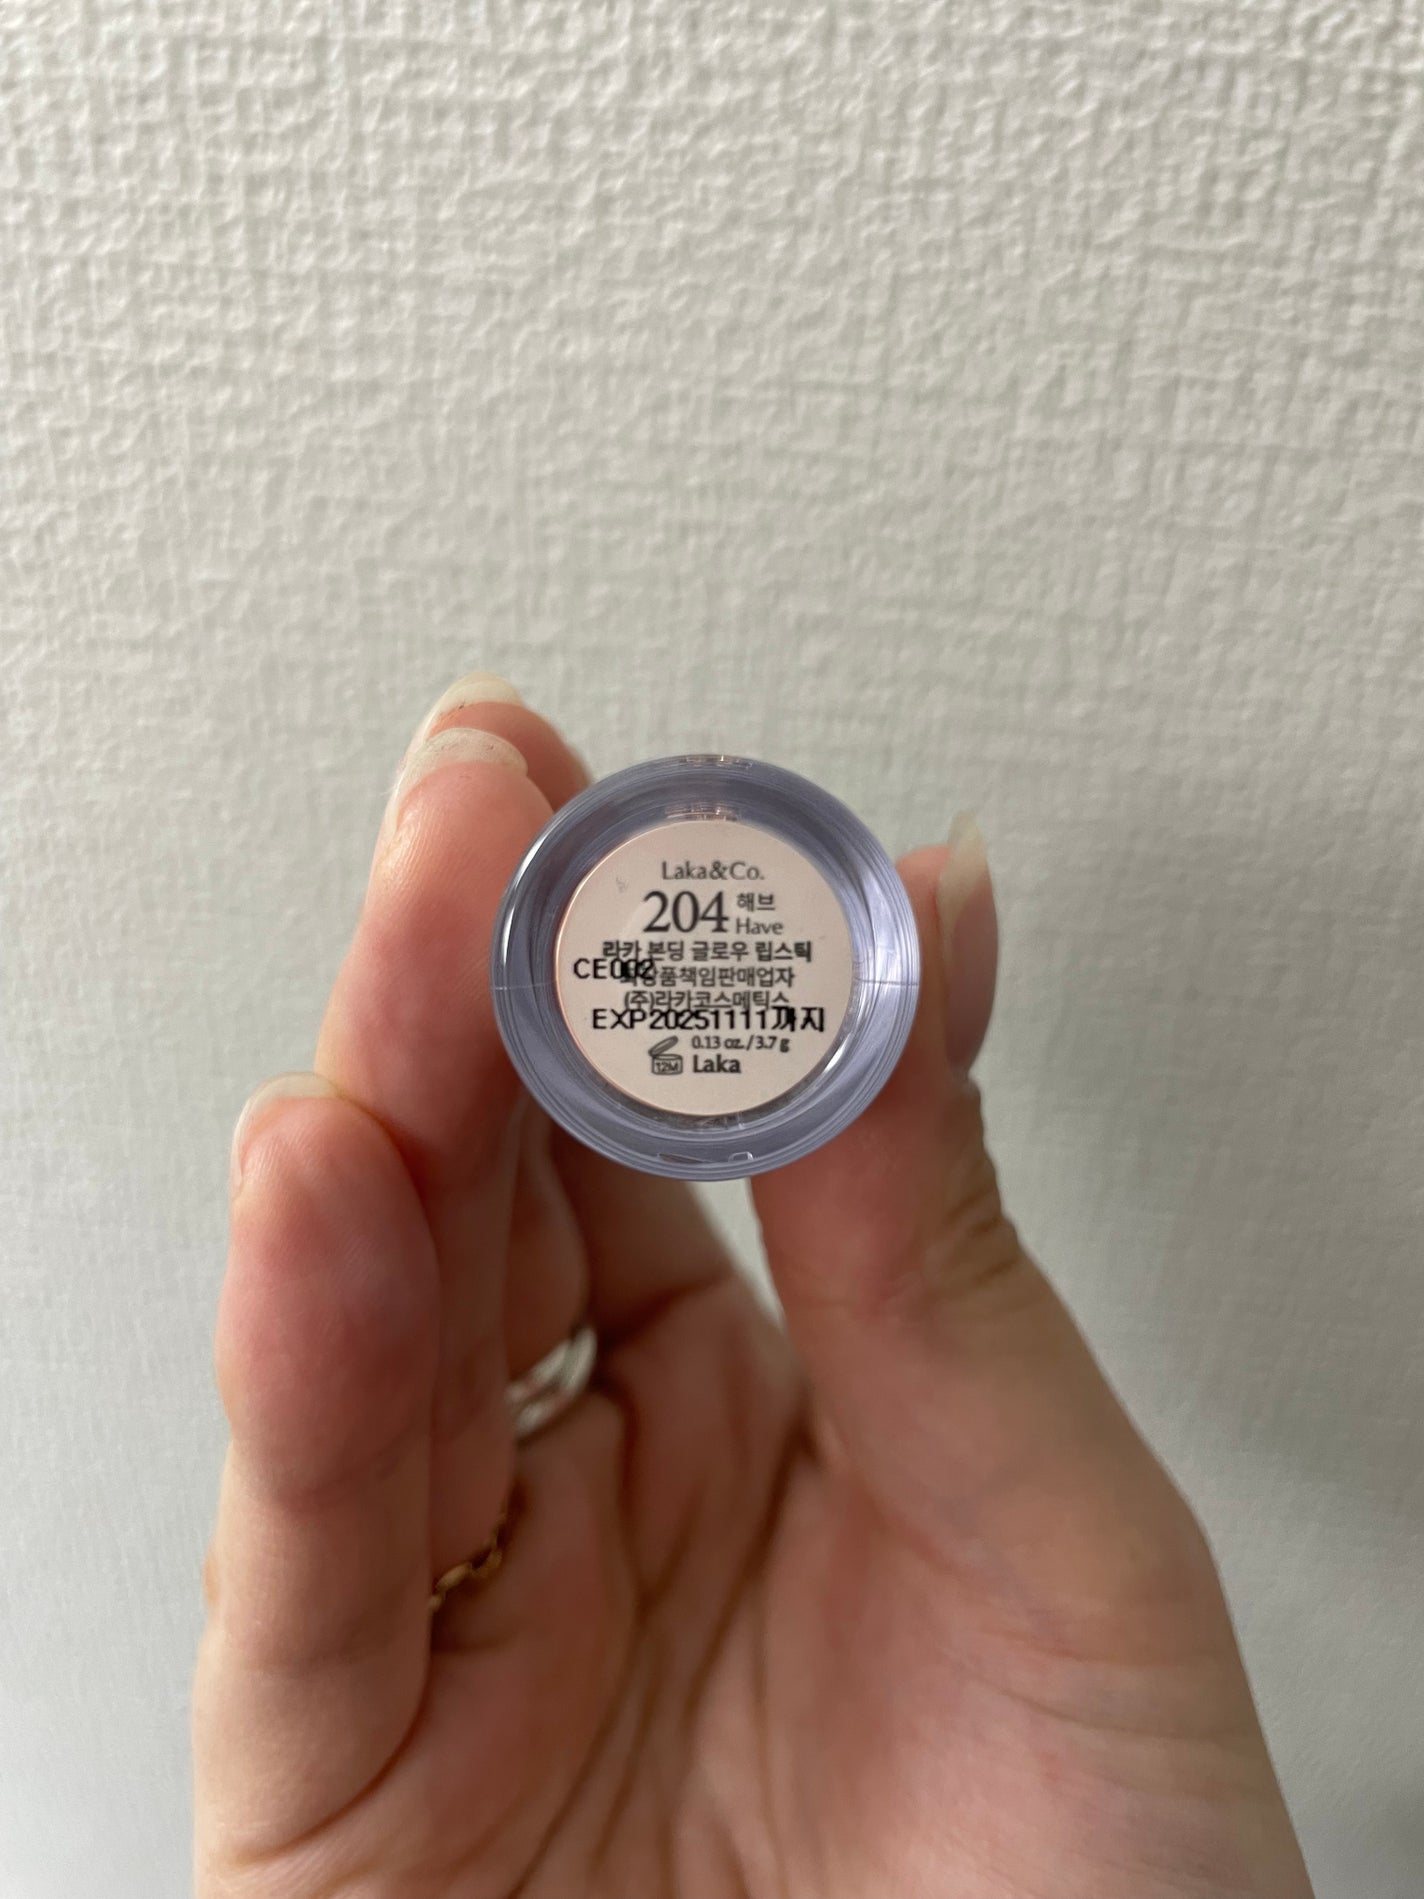 Laka&Co.
204 해브
Have
라카 본딩 글로우 립스틱
CE002
화장품책임판매업자
(주)라카코스메틱스
EXP20251111까지
0.13 oz./3.7 g
12M Laka